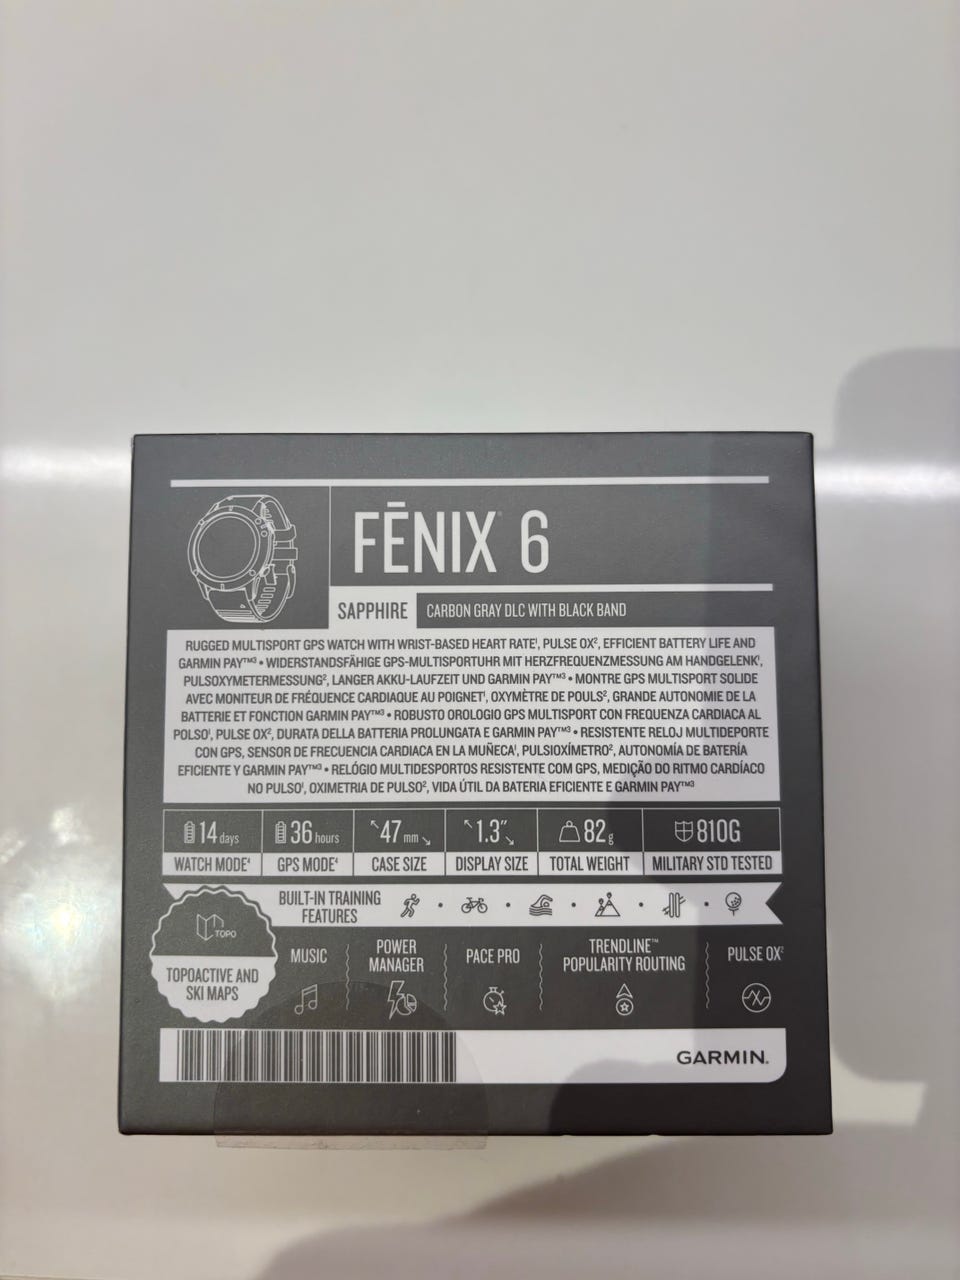 FĒNIX® 6
SAPPHIRE
CARBON GRAY DLC WITH BLACK BAND
RUGGED MULTISPORT GPS WATCH WITH WRIST-BASED HEART RATE¹, PULSE OX², EFFICIENT BATTERY LIFE AND
GARMIN PAY™³ • WIDERSTANDSFÄHIGE GPS-MULTISPORTUHR MIT HERZFREQUENZMESSUNG AM HANDGELENK¹,
PULSOXYMETERMESSUNG², LANGER AKKU-LAUFZEIT UND GARMIN PAY™³ • MONTRE GPS MULTISPORT SOLIDE
AVEC MONITEUR DE FRÉQUENCE CARDIAQUE AU POIGNET¹, OXYMÈTRE DE POULS², GRANDE AUTONOMIE DE LA
BATTERIE ET FONCTION GARMIN PAY™³ • ROBUSTO OROLOGIO GPS MULTISPORT CON FREQUENZA CARDIACA AL
POLSO¹, PULSE OX², DURATA DELLA BATTERIA PROLUNGATA E GARMIN PAY™³ • RESISTENTE RELOJ MULTIDEPORTE
CON GPS, SENSOR DE FRECUENCIA CARDIACA EN LA MUÑECA¹, PULSIOXÍMETRO², AUTONOMÍA DE BATERÍA
EFICIENTE Y GARMIN PAY™³ • RELÓGIO MULTIDESPORTOS RESISTENTE COM GPS, MEDIÇÃO DO RITMO CARDÍACO
NO PULSO¹, OXIMETRIA DE PULSO², VIDA ÚTIL DA BATERIA EFICIENTE E GARMIN PAY™³
14 days
WATCH MODE⁴
36 hours
GPS MODE⁴
47 mm
CASE SIZE
1.3"
DISPLAY SIZE
82 g
TOTAL WEIGHT
810G
MILITARY STD TESTED
BUILT-IN TRAINING
FEATURES
TOPO
TOPOACTIVE AND
SKI MAPS
MUSIC
POWER
MANAGER
PACE PRO
TRENDLINE™
POPULARITY ROUTING
PULSE OX²
GARMIN®